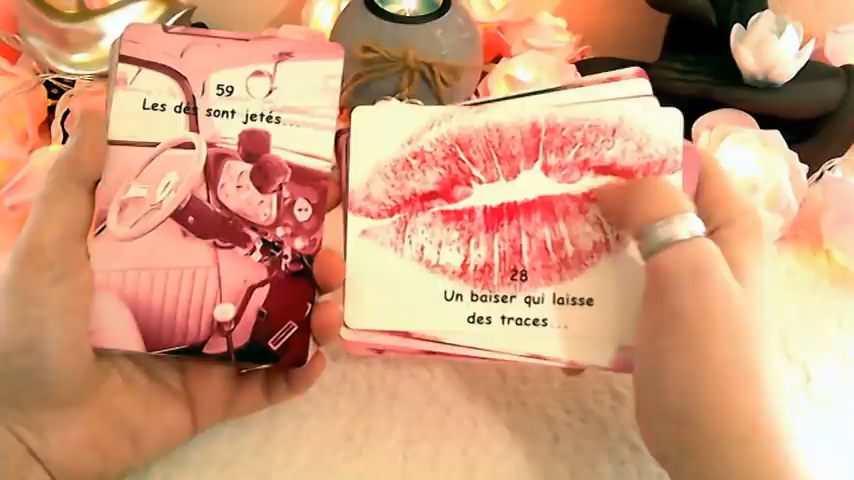 59
Les dés sont jetés...
28
Un baiser qui laisse
des traces...